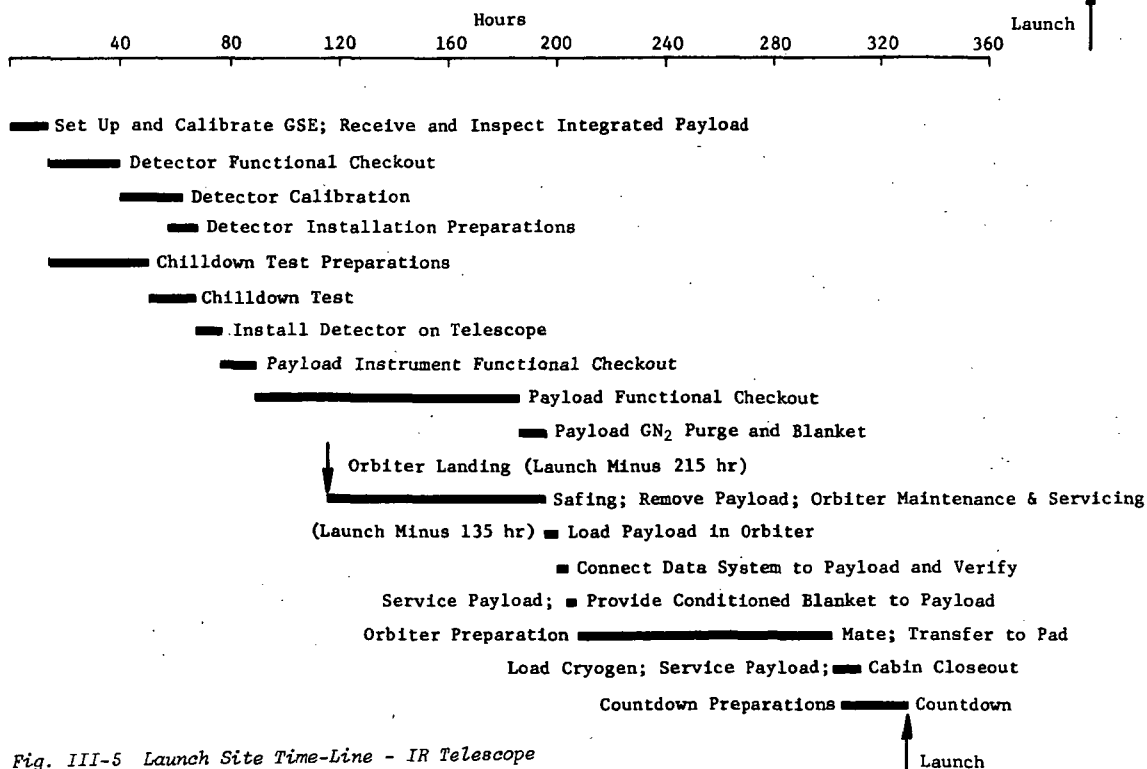 Hours
Launch
40 80 120 160 200 240 280 320 360
Set Up and Calibrate GSE; Receive and Inspect Integrated Payload
Detector Functional Checkout
Detector Calibration
Detector Installation Preparations
Chilldown Test Preparations
Chilldown Test
Install Detector on Telescope
Payload Instrument Functional Checkout
Payload Functional Checkout
Payload GN₂ Purge and Blanket
Orbiter Landing (Launch Minus 215 hr)
Safing; Remove Payload; Orbiter Maintenance & Servicing
(Launch Minus 135 hr) Load Payload in Orbiter
Connect Data System to Payload and Verify
Service Payload; Provide Conditioned Blanket to Payload
Orbiter Preparation Mate; Transfer to Pad
Load Cryogen; Service Payload; Cabin Closeout
Countdown Preparations Countdown
Fig. III-5 Launch Site Time-Line - IR Telescope
Launch